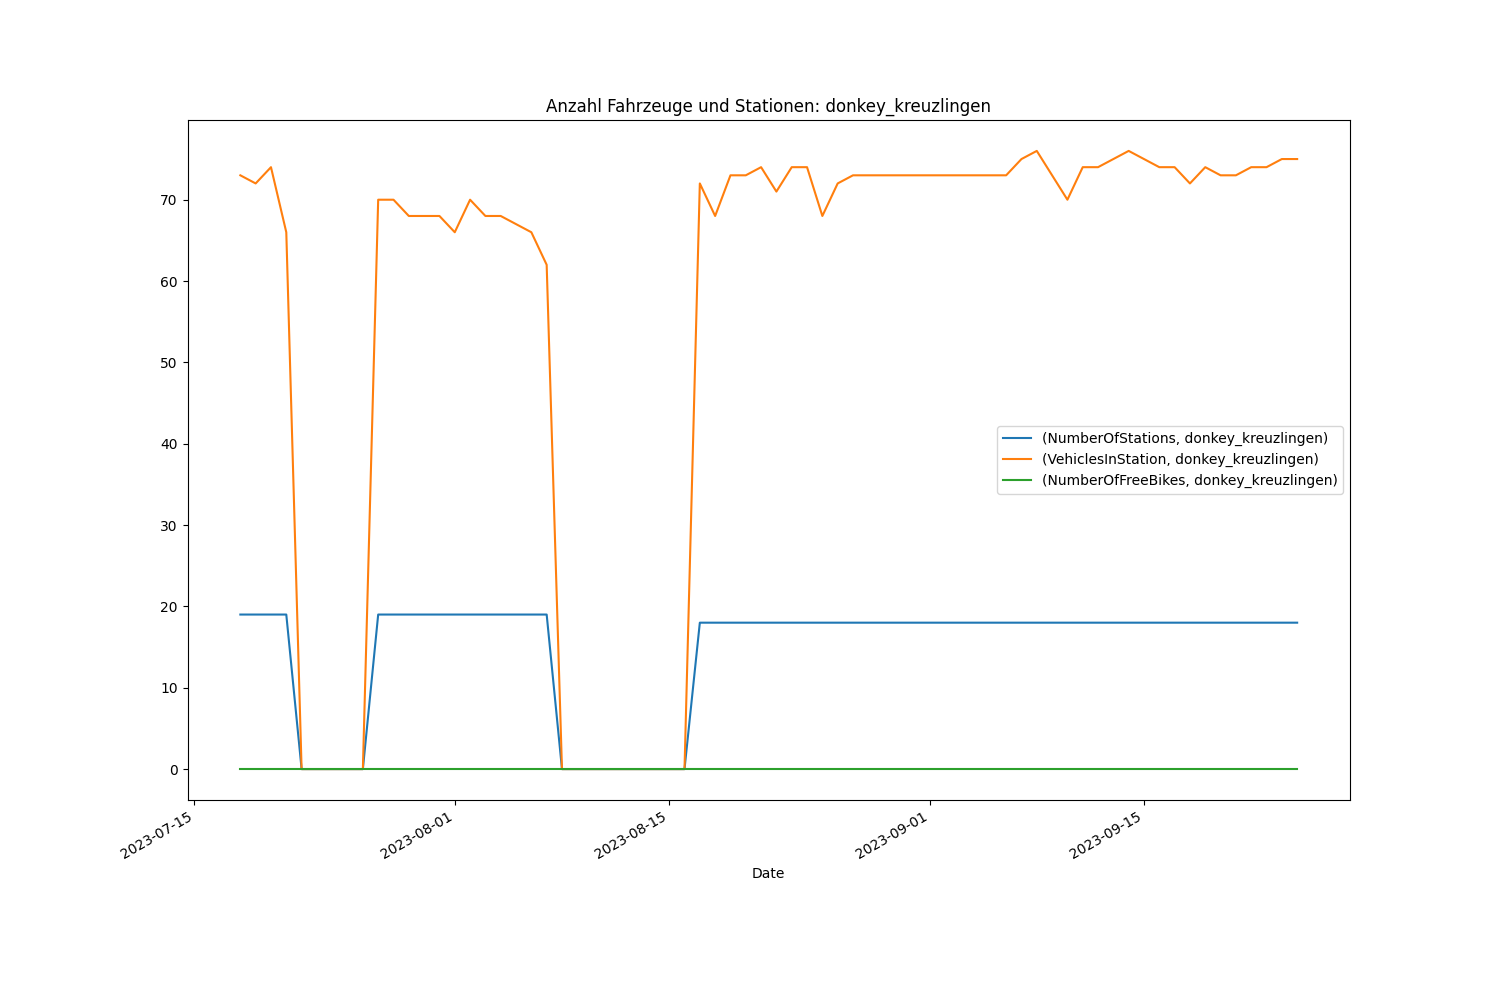 Anzahl Fahrzeuge und Stationen: donkey_kreuzlingen
70
60
50
40
30
20
10
0
(NumberOfStations, donkey_kreuzlingen)
(VehiclesInStation, donkey_kreuzlingen)
(NumberOfFreeBikes, donkey_kreuzlingen)
2023-07-15
2023-08-01
2023-08-15
2023-09-01
2023-09-15
Date